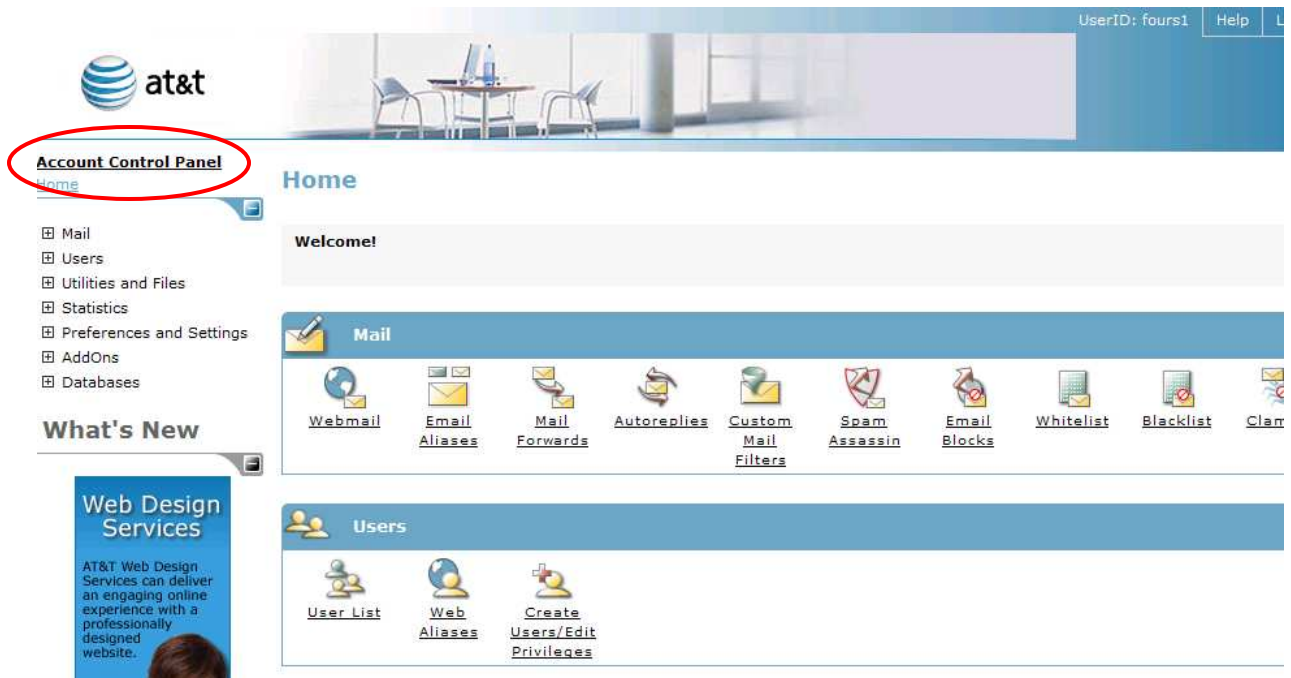 UserID: fours1 Help L
at&t
Account Control Panel
Home
Mail
Users
Utilities and Files
Statistics
Preferences and Settings
AddOns
Databases
What's New
Web Design
Services
AT&T Web Design
Services can deliver
an engaging online
experience with a
professionally
designed
website.
Home
Welcome!
Mail
Webmail
Email
Aliases
Mail
Forwards
Autoreplies
Custom
Mail
Filters
Spam
Assassin
Email
Blocks
Whitelist
Blacklist
Clam
Users
User List
Web
Aliases
Create
Users/Edit
Privileges